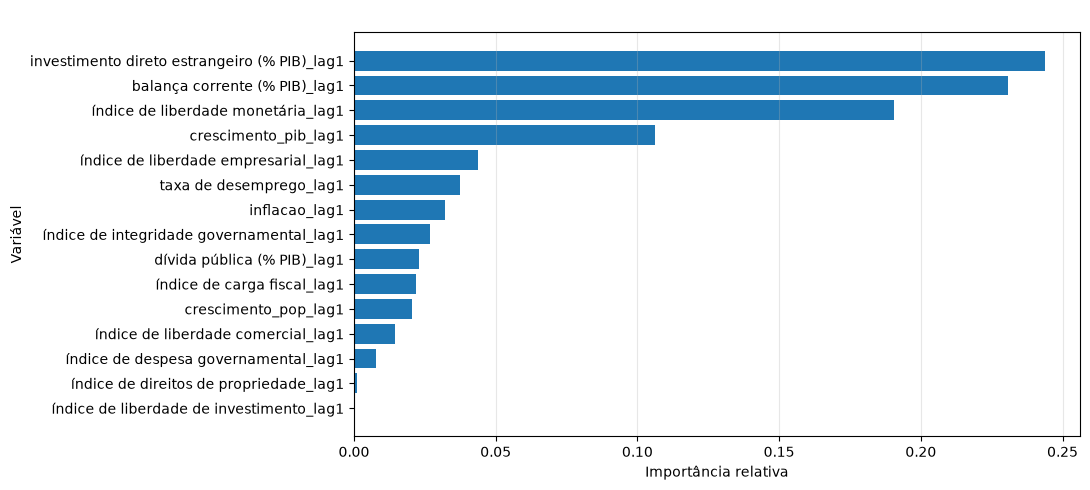 investimento direto estrangeiro (% PIB)_lag1
balança corrente (% PIB)_lag1
índice de liberdade monetária_lag1
crescimento_pib_lag1
índice de liberdade empresarial_lag1
taxa de desemprego_lag1
inflacao_lag1
índice de integridade governamental_lag1
dívida pública (% PIB)_lag1
índice de carga fiscal_lag1
crescimento_pop_lag1
índice de liberdade comercial_lag1
índice de despesa governamental_lag1
índice de direitos de propriedade_lag1
índice de liberdade de investimento_lag1
Variável
0.00 0.05 0.10 0.15 0.20 0.25
Importância relativa